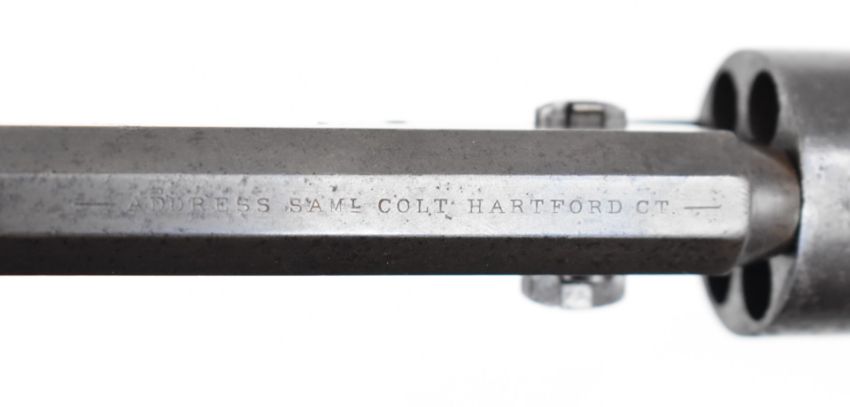 — ADDRESS SAMᴸ COLT HARTFORD CT. —